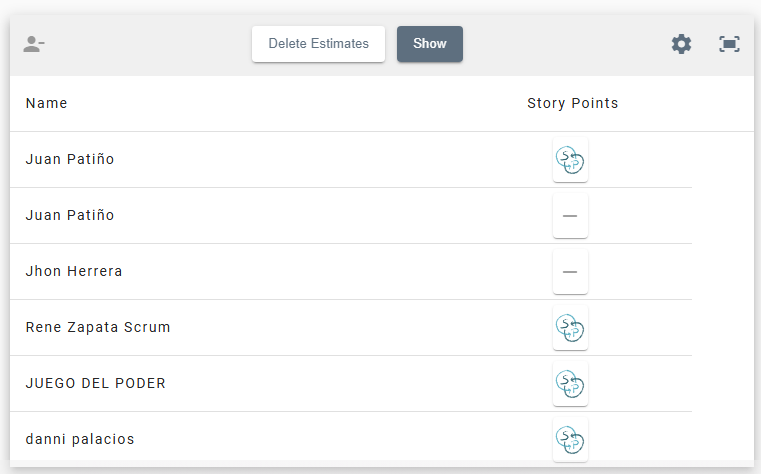 Delete Estimates Show
Name Story Points
Juan Patiño
Juan Patiño
Jhon Herrera
Rene Zapata Scrum
JUEGO DEL PODER
danni palacios